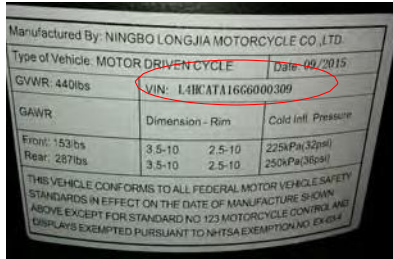 Manufactured By: NINGBO LONGJIA MOTORCYCLE CO.,LTD.
Type of Vehicle: MOTOR DRIVEN CYCLE Date: 09/2015
GVWR: 440lbs VIN: L4HCATA16G6000309
GAWR Dimension - Rim Cold Infl. Pressure
Front: 153lbs 3.5-10 2.5-10 225kPa(32psi)
Rear: 287lbs 3.5-10 2.5-10 250kPa(36psi)
THIS VEHICLE CONFORMS TO ALL FEDERAL MOTOR VEHICLE SAFETY
STANDARDS IN EFFECT ON THE DATE OF MANUFACTURE SHOWN
ABOVE EXCEPT FOR STANDARD NO 123 MOTORCYCLE CONTROL AND
DISPLAYS EXEMPTED PURSUANT TO NHTSA EXEMPTION NO.